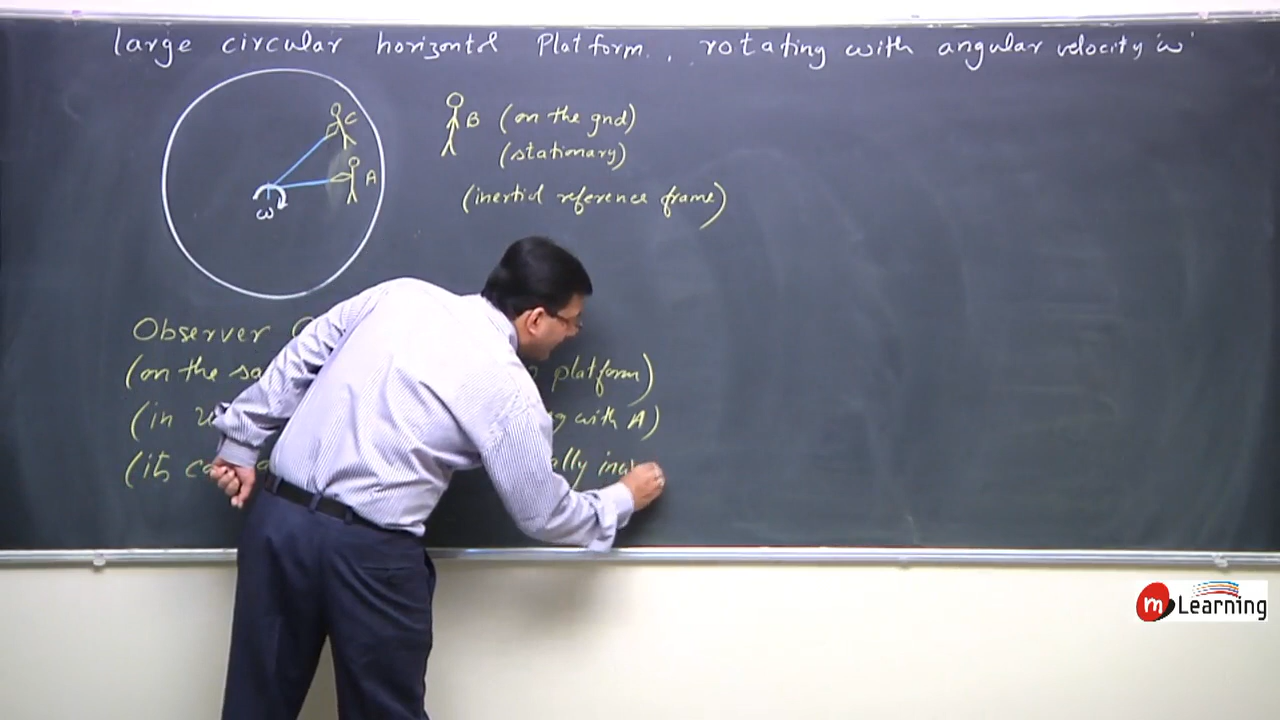 large circular horizontal Platform.., rotating with angular velocity 'ω'
C
A
ω
B (on the gnd)
(stationary)
(inertial reference frame)
Observer
(on the platform)
(in with A)
(its
m Learning